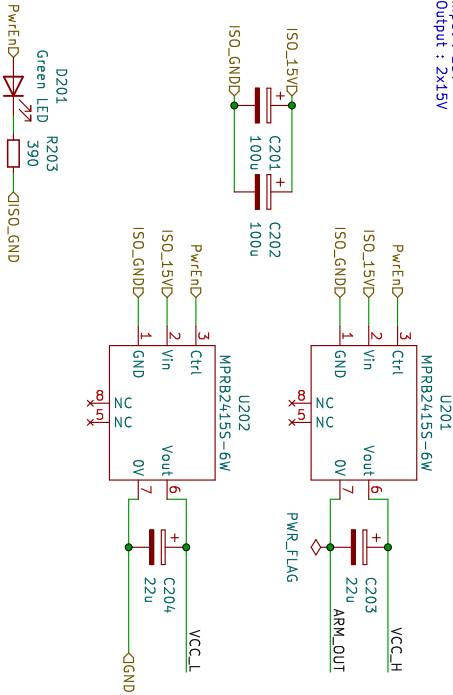 Output : 2x15V
U201
MPRB2415S-6W
PwrEn
3
Ctrl
ISO_15V
2
Vin
Vout
6
VCC_H
ISO_GND
1
GND
0V
7
C203
22u
ARM_OUT
NC
8
NC
5
PWR_FLAG
ISO_15V
C201
100u
C202
100u
ISO_GND
U202
MPRB2415S-6W
PwrEn
3
Ctrl
ISO_15V
2
Vin
Vout
6
VCC_L
ISO_GND
1
GND
0V
7
C204
22u
GND
NC
8
NC
5
D201
Green LED
R203
390
PwrEn
ISO_GND